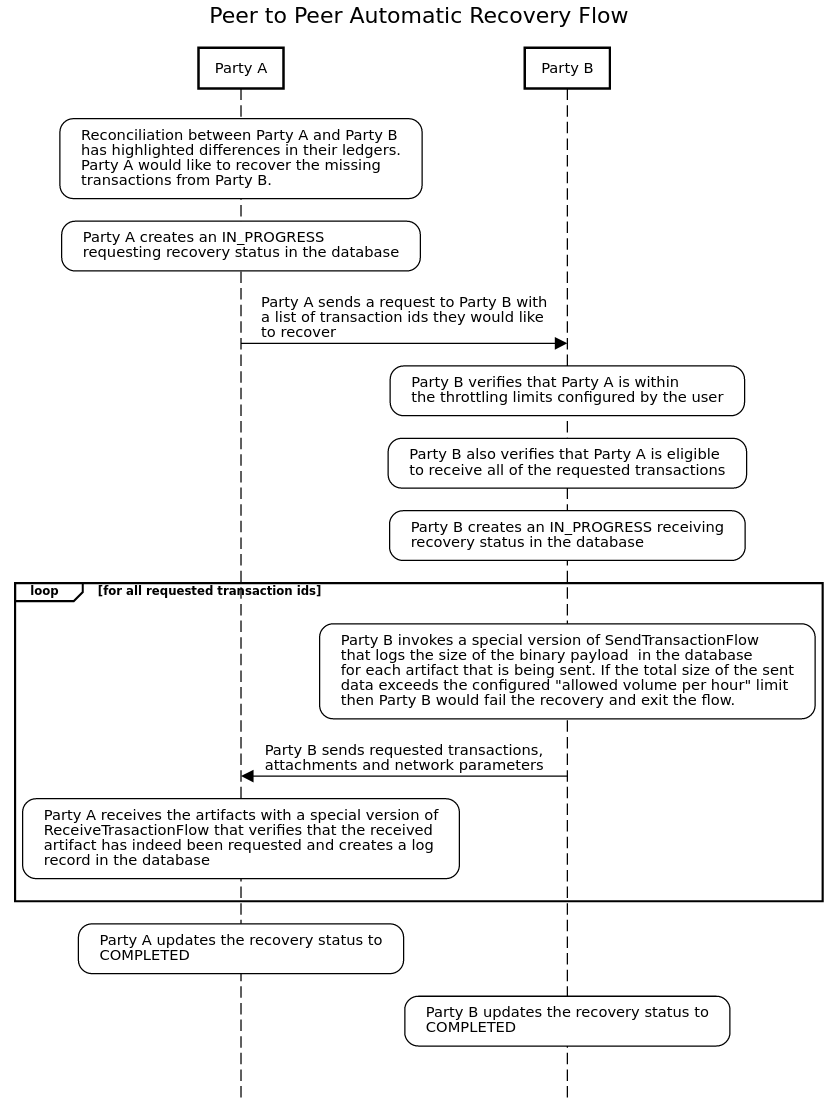 Peer to Peer Automatic Recovery Flow
Party A
Party B
Reconciliation between Party A and Party B
has highlighted differences in their ledgers.
Party A would like to recover the missing
transactions from Party B.
Party A creates an IN_PROGRESS
requesting recovery status in the database
Party A sends a request to Party B with
a list of transaction ids they would like
to recover
Party B verifies that Party A is within
the throttling limits configured by the user
Party B also verifies that Party A is eligible
to receive all of the requested transactions
Party B creates an IN_PROGRESS receiving
recovery status in the database
loop
[for all requested transaction ids]
Party B invokes a special version of SendTransactionFlow
that logs the size of the binary payload  in the database
for each artifact that is being sent. If the total size of the sent
data exceeds the configured "allowed volume per hour" limit
then Party B would fail the recovery and exit the flow.
Party B sends requested transactions,
attachments and network parameters
Party A receives the artifacts with a special version of
ReceiveTrasactionFlow that verifies that the received
artifact has indeed been requested and creates a log
record in the database
Party A updates the recovery status to
COMPLETED
Party B updates the recovery status to
COMPLETED